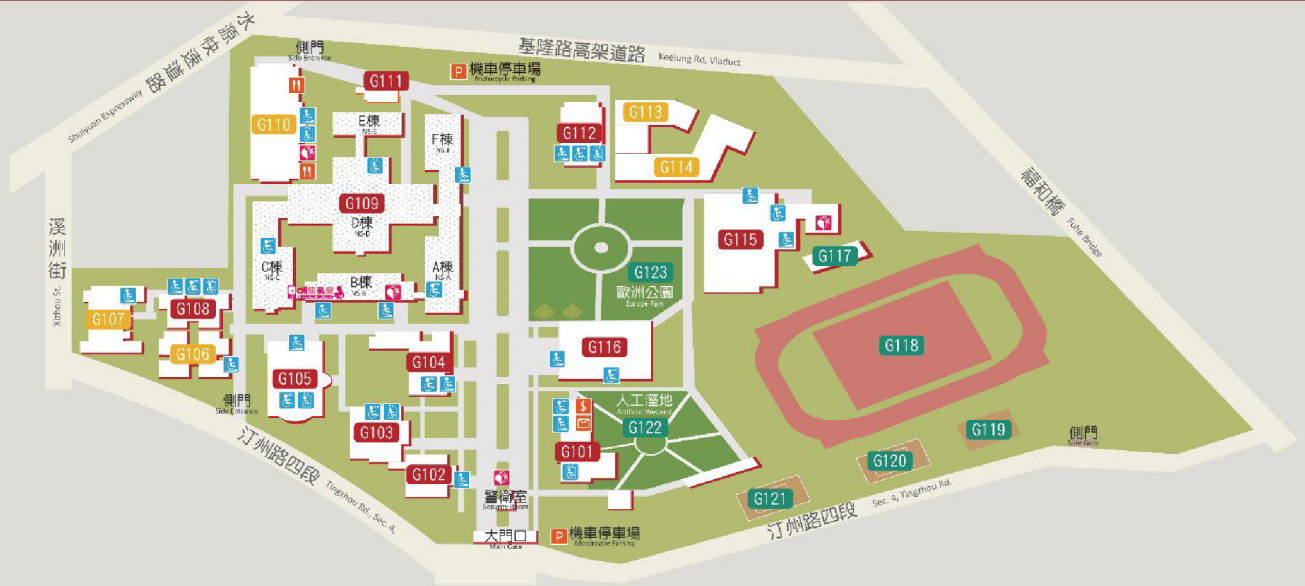 水源快速道路
Shuiyuan Expressway
側門
Side Entrance
基隆路高架道路 Keelung Rd. Viaduct
P 機車停車場
Motorcycle Parking
G111
G110
E棟
NS-E
F棟
NS-F
G112
G113
G114
福和橋 Fuhe Bridge
G109
D棟
NS-D
溪洲街
Xizhou St.
C棟
NS-C
B棟
NS-B
A棟
NS-A
G115
G117
G123
歐洲公園
Europe Park
G107
G108
G106
G105
G104
G116
G118
側門
Side Entrance
人工溼地
Artificial Wetland
G122
$
G103
G101
G102
G119
G120
G121
側門
Side Gate
汀州路四段 Tingzhou Rd., Sec. 4,
警衛室
Security Room
大門口
Main Gate
P 機車停車場
Motorcycle Parking
汀州路四段 Sec. 4, Tingzhou Rd.